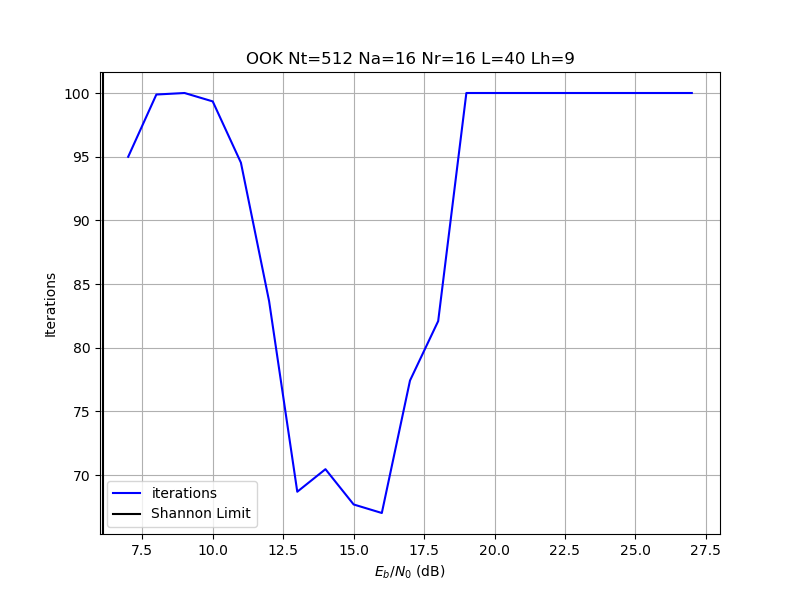 OOK Nt=512 Na=16 Nr=16 L=40 Lh=9
100
95
90
85
80
75
70
Iterations
iterations
Shannon Limit
7.5 10.0 12.5 15.0 17.5 20.0 22.5 25.0 27.5
$E_b/N_0$ (dB)